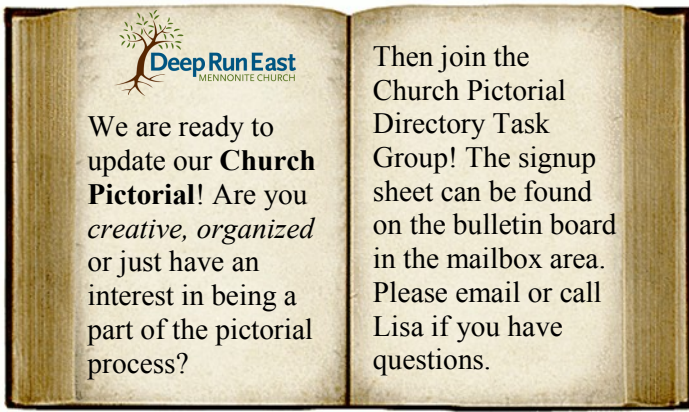 Deep Run East
MENNONITE CHURCH
We are ready to
update our Church
Pictorial! Are you
creative, organized
or just have an
interest in being a
part of the pictorial
process?
Then join the
Church Pictorial
Directory Task
Group! The signup
sheet can be found
on the bulletin board
in the mailbox area.
Please email or call
Lisa if you have
questions.